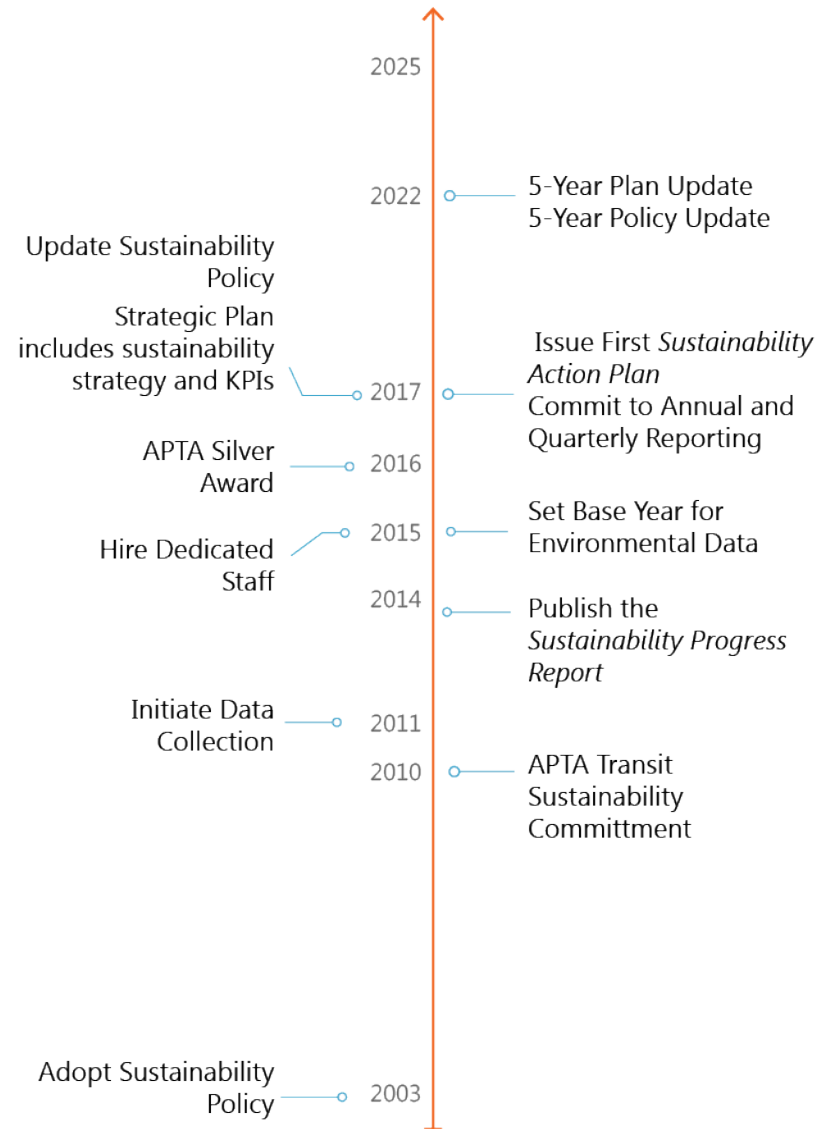 2025
2022
5-Year Plan Update
5-Year Policy Update
Update Sustainability
Policy
Strategic Plan
includes sustainability
strategy and KPIs
2017
Issue First Sustainability
Action Plan
Commit to Annual and
Quarterly Reporting
APTA Silver
Award
2016
Hire Dedicated
Staff
2015
Set Base Year for
Environmental Data
2014
Publish the
Sustainability Progress
Report
Initiate Data
Collection
2011
2010
APTA Transit
Sustainability
Committment
Adopt Sustainability
Policy
2003